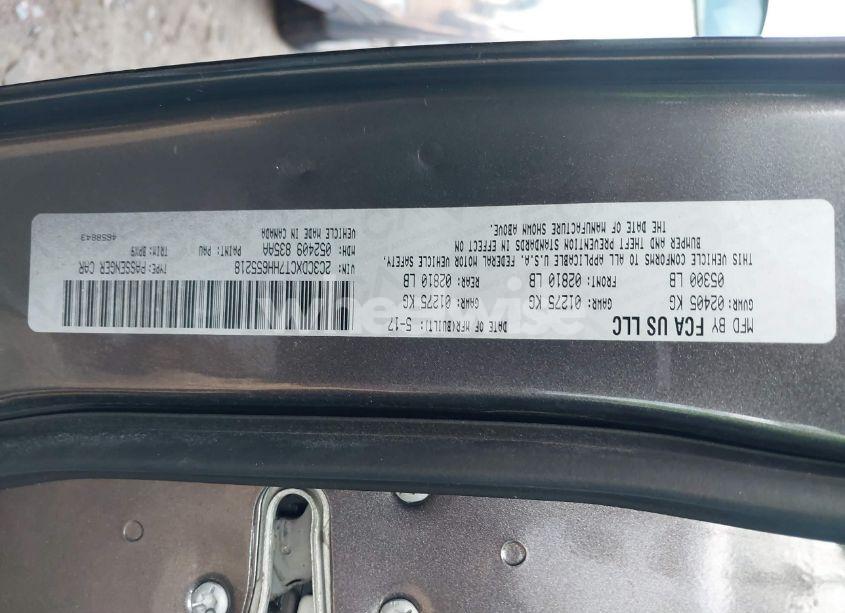 MFD BY FCA US LLC
DATE OF MFR(BUILT): 5-17
GVWR: 02405 KG
GAWR: 01275 KG
GAWR: 01275 KG
05300 LB
FRONT: 02810 LB
REAR: 02810 LB
THIS VEHICLE CONFORMS TO ALL APPLICABLE U.S.A. FEDERAL MOTOR VEHICLE SAFETY,
BUMPER AND THEFT PREVENTION STANDARDS IN EFFECT ON
THE DATE OF MANUFACTURE SHOWN ABOVE.
VIN: 2C3CDXCT7HH655218
TYPE: PASSENGER CAR
MDH: 052409 835AA
PAINT: PAU
TRIM: BPX9
VEHICLE MADE IN CANADA
4658843